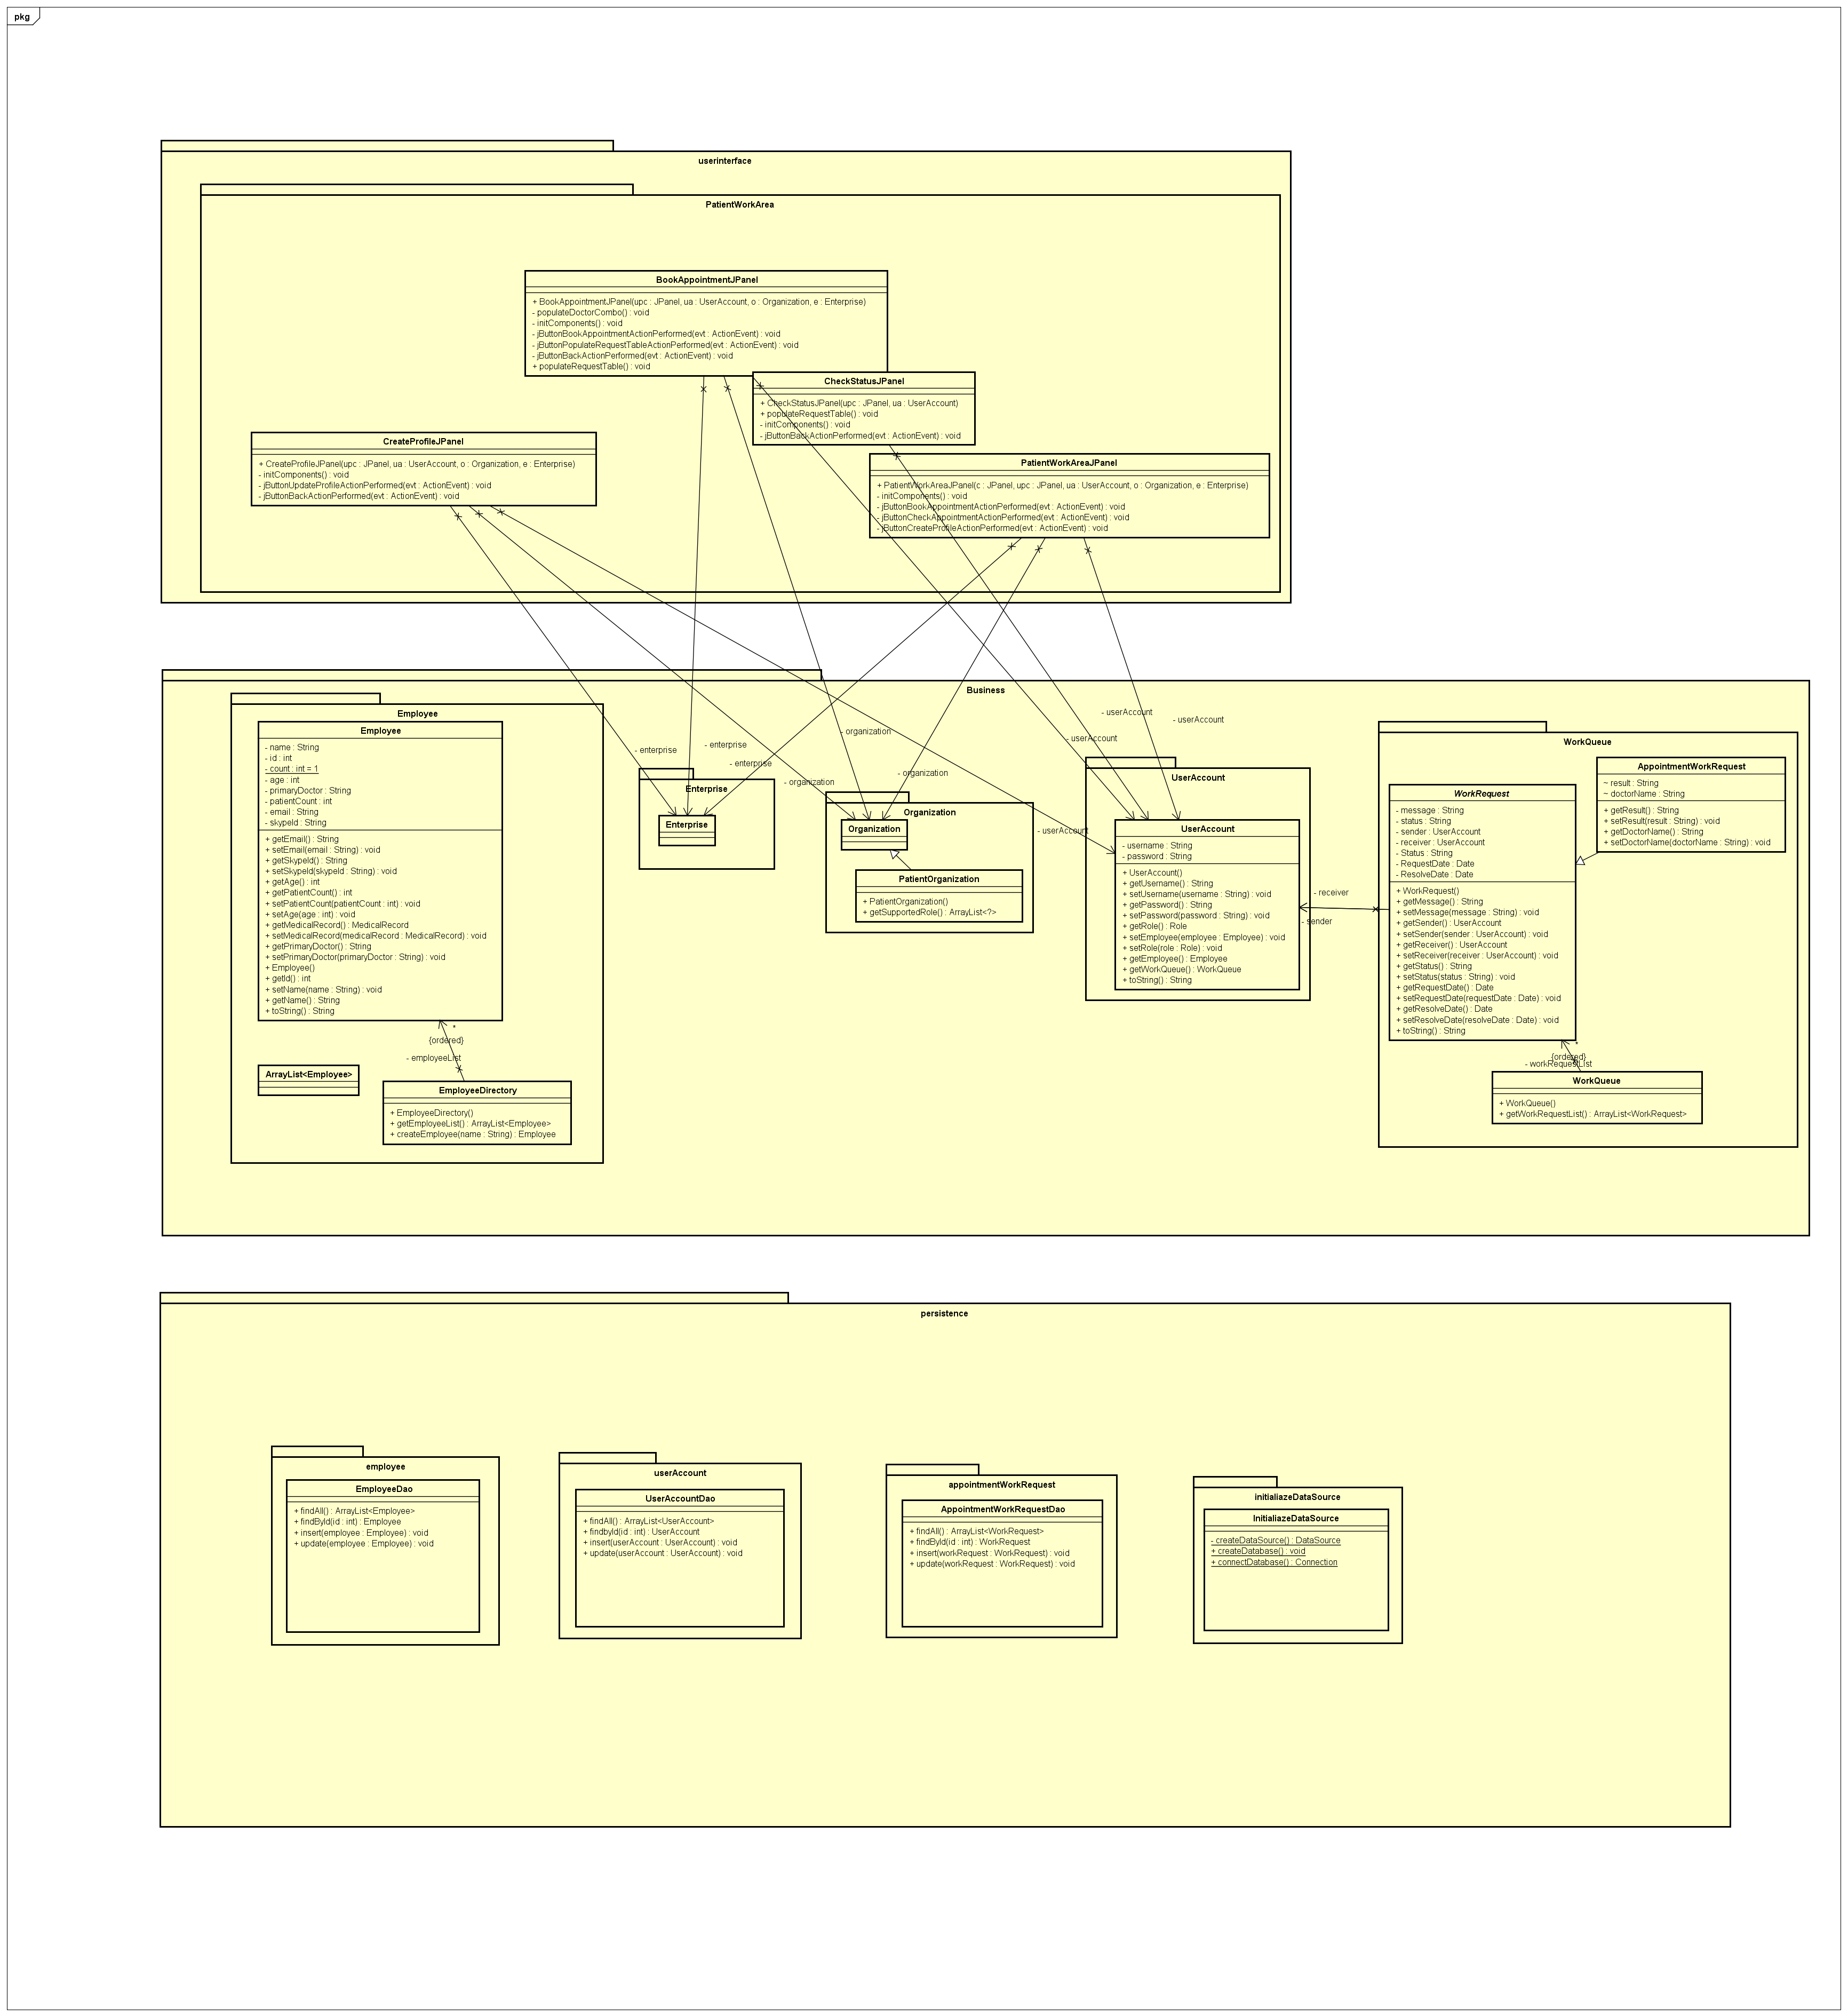 pkg
userinterface
PatientWorkArea
BookAppointmentJPanel
+ BookAppointmentJPanel(upc : JPanel, ua : UserAccount, o : Organization, e : Enterprise)
- populateDoctorCombo() : void
- initComponents() : void
- jButtonBookAppointmentActionPerformed(evt : ActionEvent) : void
- jButtonPopulateRequestTableActionPerformed(evt : ActionEvent) : void
- jButtonBackActionPerformed(evt : ActionEvent) : void
+ populateRequestTable() : void
CheckStatusJPanel
+ CheckStatusJPanel(upc : JPanel, ua : UserAccount)
+ populateRequestTable() : void
- initComponents() : void
- jButtonBackActionPerformed(evt : ActionEvent) : void
CreateProfileJPanel
+ CreateProfileJPanel(upc : JPanel, ua : UserAccount, o : Organization, e : Enterprise)
- initComponents() : void
- jButtonUpdateProfileActionPerformed(evt : ActionEvent) : void
- jButtonBackActionPerformed(evt : ActionEvent) : void
PatientWorkAreaJPanel
+ PatientWorkAreaJPanel(c : JPanel, upc : JPanel, ua : UserAccount, o : Organization, e : Enterprise)
- initComponents() : void
- jButtonBookAppointmentActionPerformed(evt : ActionEvent) : void
- jButtonCheckAppointmentActionPerformed(evt : ActionEvent) : void
- jButtonCreateProfileActionPerformed(evt : ActionEvent) : void
Business
Employee
Employee
- name : String
- id : int
- count : int = 1
- age : int
- primaryDoctor : String
- patientCount : int
- email : String
- skypeId : String
+ getEmail() : String
+ setEmail(email : String) : void
+ getSkypeId() : String
+ setSkypeId(skypeId : String) : void
+ getAge() : int
+ getPatientCount() : int
+ setPatientCount(patientCount : int) : void
+ setAge(age : int) : void
+ getMedicalRecord() : MedicalRecord
+ setMedicalRecord(medicalRecord : MedicalRecord) : void
+ getPrimaryDoctor() : String
+ setPrimaryDoctor(primaryDoctor : String) : void
+ Employee()
+ getId() : int
+ setName(name : String) : void
+ getName() : String
+ toString() : String
*
{ordered}
- employeeList
ArrayList<Employee>
EmployeeDirectory
+ EmployeeDirectory()
+ getEmployeeList() : ArrayList<Employee>
+ createEmployee(name : String) : Employee
- enterprise
- enterprise
- enterprise
Enterprise
Enterprise
- organization
- organization
- organization
Organization
Organization
PatientOrganization
+ PatientOrganization()
+ getSupportedRole() : ArrayList<?>
- userAccount
- userAccount
- userAccount
- userAccount
UserAccount
UserAccount
- username : String
- password : String
+ UserAccount()
+ getUsername() : String
+ setUsername(username : String) : void
+ getPassword() : String
+ setPassword(password : String) : void
+ getRole() : Role
+ setEmployee(employee : Employee) : void
+ setRole(role : Role) : void
+ getEmployee() : Employee
+ getWorkQueue() : WorkQueue
+ toString() : String
- receiver
- sender
WorkQueue
AppointmentWorkRequest
~ result : String
~ doctorName : String
+ getResult() : String
+ setResult(result : String) : void
+ getDoctorName() : String
+ setDoctorName(doctorName : String) : void
WorkRequest
- message : String
- status : String
- sender : UserAccount
- receiver : UserAccount
- Status : String
- RequestDate : Date
- ResolveDate : Date
+ WorkRequest()
+ getMessage() : String
+ setMessage(message : String) : void
+ getSender() : UserAccount
+ setSender(sender : UserAccount) : void
+ getReceiver() : UserAccount
+ setReceiver(receiver : UserAccount) : void
+ getStatus() : String
+ setStatus(status : String) : void
+ getRequestDate() : Date
+ setRequestDate(requestDate : Date) : void
+ getResolveDate() : Date
+ setResolveDate(resolveDate : Date) : void
+ toString() : String
*
{ordered}
- workRequestList
WorkQueue
+ WorkQueue()
+ getWorkRequestList() : ArrayList<WorkRequest>
persistence
employee
EmployeeDao
+ findAll() : ArrayList<Employee>
+ findById(id : int) : Employee
+ insert(employee : Employee) : void
+ update(employee : Employee) : void
userAccount
UserAccountDao
+ findAll() : ArrayList<UserAccount>
+ findbyId(id : int) : UserAccount
+ insert(userAccount : UserAccount) : void
+ update(userAccount : UserAccount) : void
appointmentWorkRequest
AppointmentWorkRequestDao
+ findAll() : ArrayList<WorkRequest>
+ findById(id : int) : WorkRequest
+ insert(workRequest : WorkRequest) : void
+ update(workRequest : WorkRequest) : void
initialiazeDataSource
InitialiazeDataSource
- createDataSource() : DataSource
+ createDatabase() : void
+ connectDatabase() : Connection